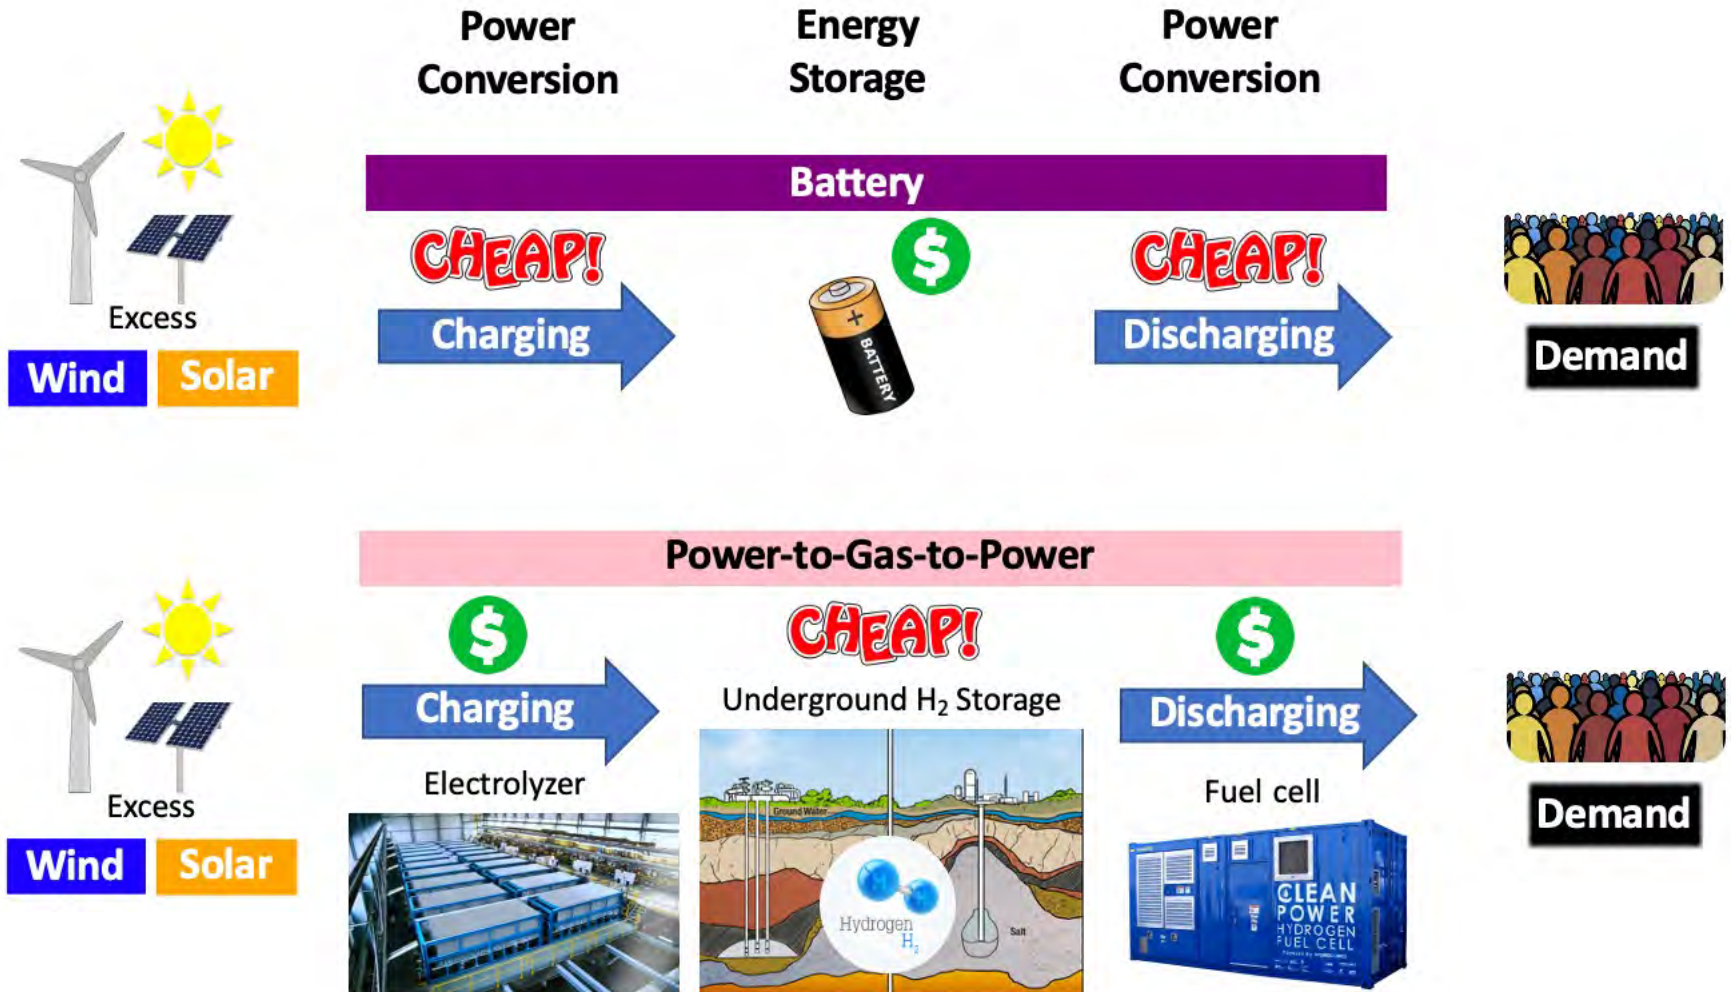 Power
Conversion
Energy
Storage
Power
Conversion
Battery
CHEAP!
$
CHEAP!
Charging
+
BATTERY
Discharging
Excess
Wind
Solar
Demand
Power-to-Gas-to-Power
$
CHEAP!
$
Charging
Underground H₂ Storage
Discharging
Electrolyzer
Fuel cell
Excess
Wind
Solar
Ground Water
Hydrogen
H₂
Salt
CLEAN
POWER
HYDROGEN
FUEL CELL
Demand